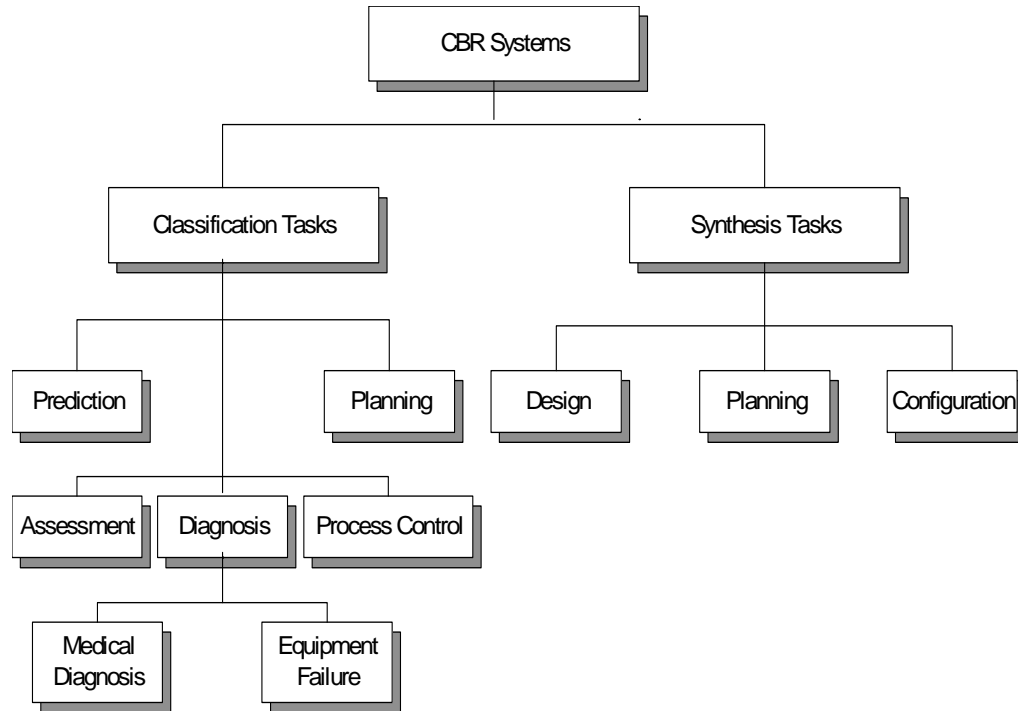 CBR Systems
Classification Tasks
Synthesis Tasks
Prediction
Planning
Design
Planning
Configuration
Assessment
Diagnosis
Process Control
Medical
Diagnosis
Equipment
Failure